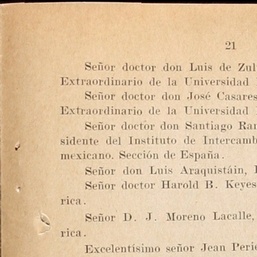 21
Señor doctor don Luis de Zul
Extraordinario de la Universidad
Señor doctor don José Casares
Extraordinario de la Universidad
Señor doctor don Santiago Ram
sidente del Instituto de Intercamb
mexicano. Sección de España.
Señor don Luis Araquistáin,
Señor doctor Harold B. Keyes
rica.
Señor D. J. Moreno Lacalle,
rica.
Excelentísimo señor Jean Peri